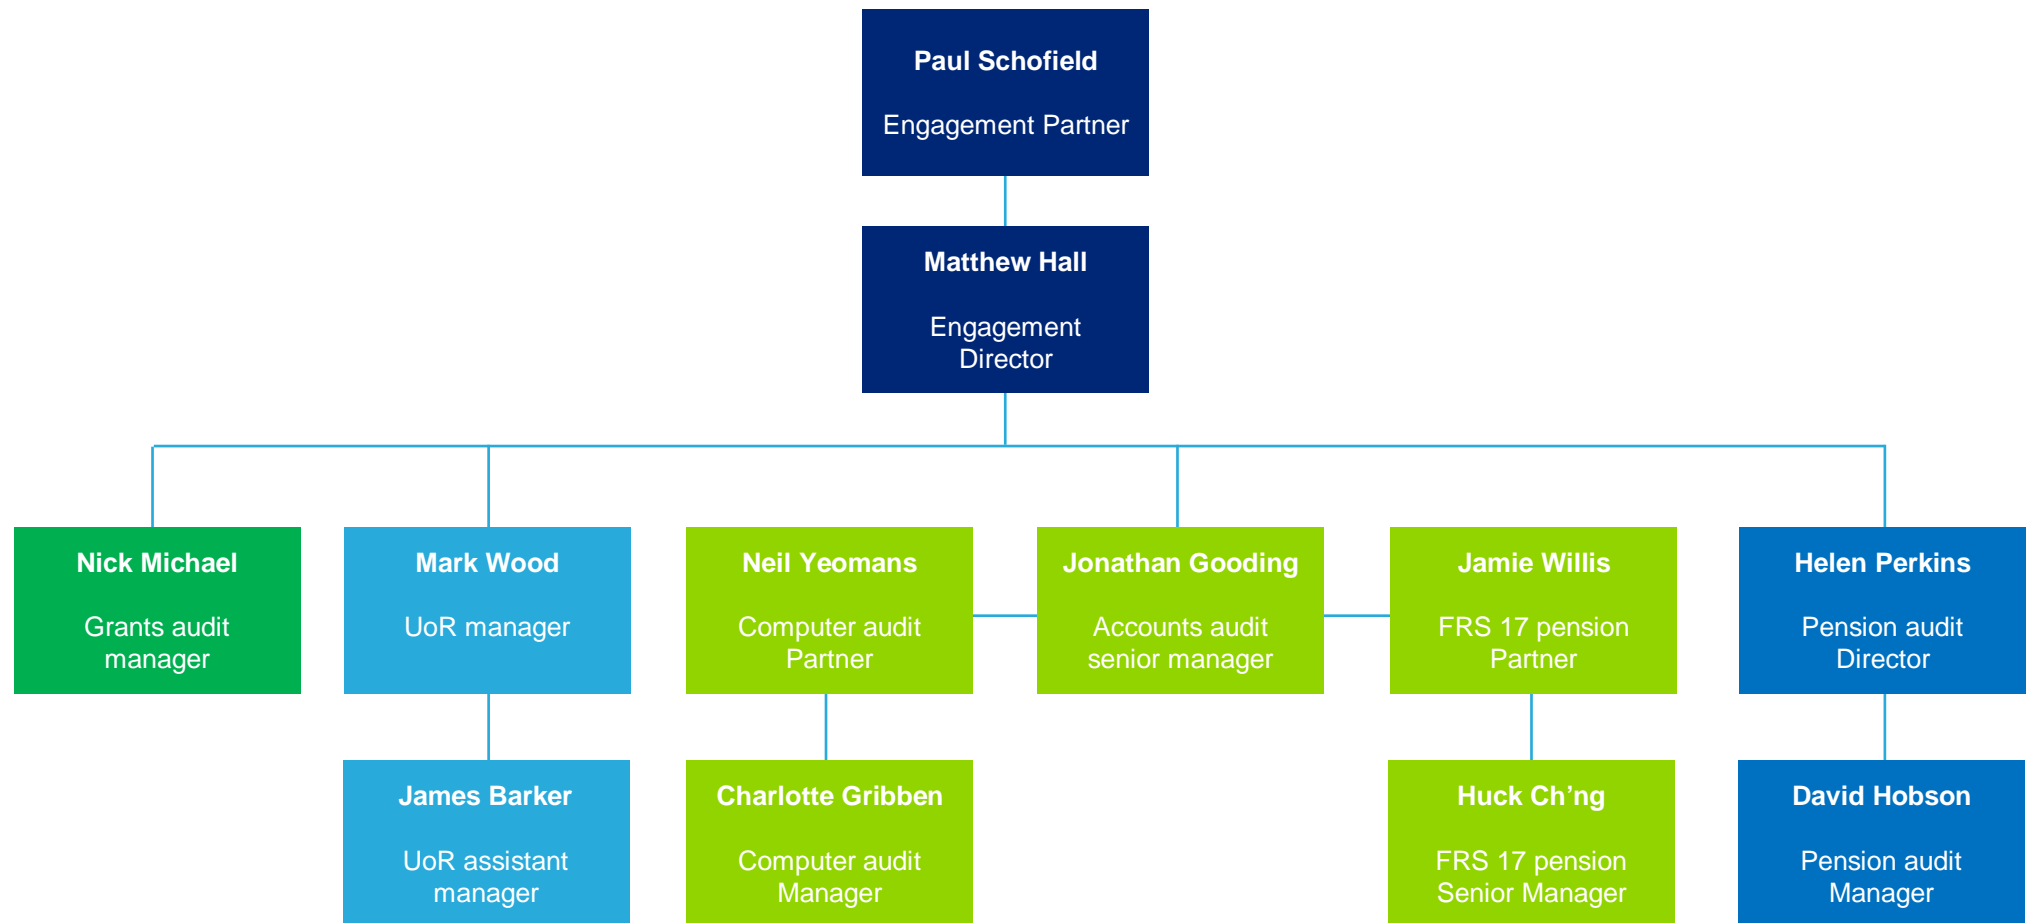 Paul Schofield
Engagement Partner
Matthew Hall
Engagement
Director
Nick Michael
Grants audit
manager
Mark Wood
UoR manager
Neil Yeomans
Computer audit
Partner
Jonathan Gooding
Accounts audit
senior manager
Jamie Willis
FRS 17 pension
Partner
Helen Perkins
Pension audit
Director
James Barker
UoR assistant
manager
Charlotte Gribben
Computer audit
Manager
Huck Ch’ng
FRS 17 pension
Senior Manager
David Hobson
Pension audit
Manager